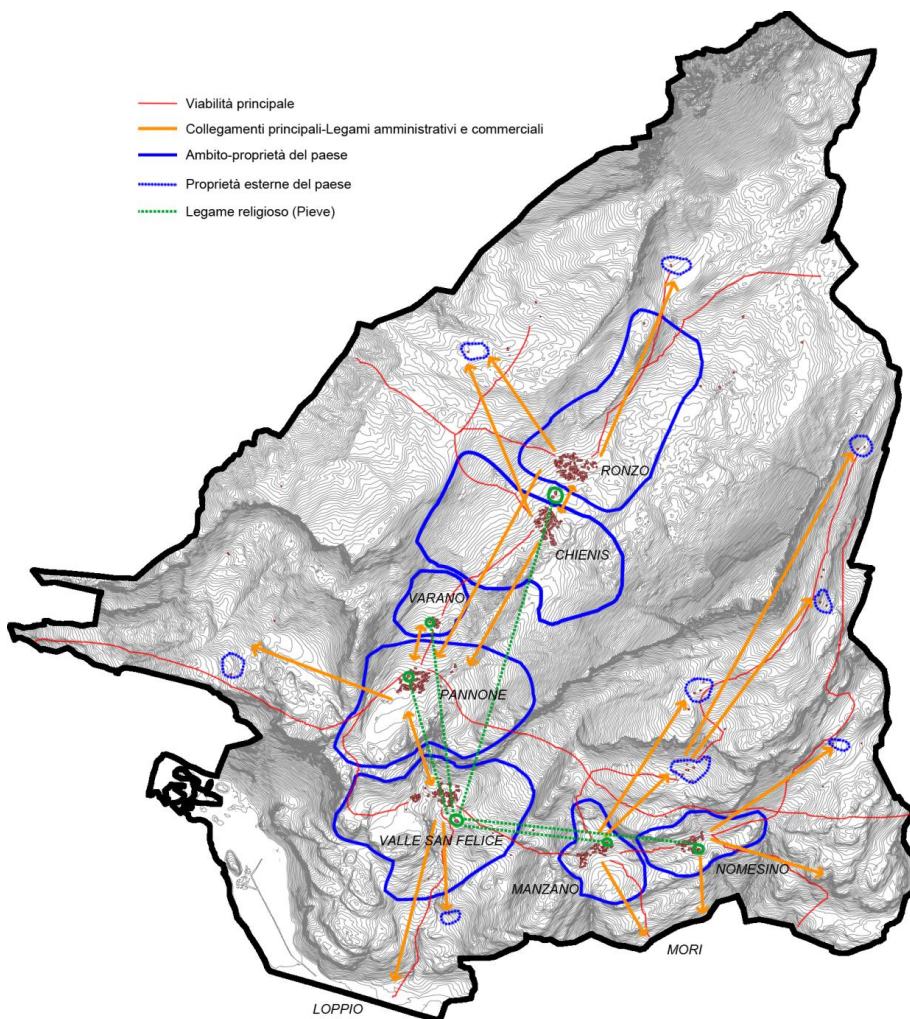 Viabilità principale
Collegamenti principali-Legami amministrativi e commerciali
Ambito-proprietà del paese
Proprietà esterne del paese
Legame religioso (Pieve)
RONZO
CHIENIS
VARANO
PANNONE
VALLE SAN FELICE
MANZANO
NOMESINO
MORI
LOPPIO